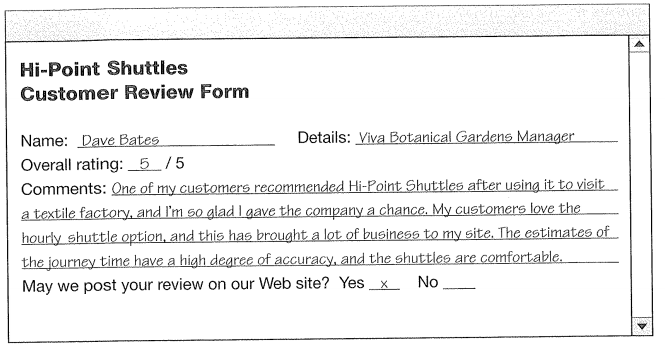 Hi-Point Shuttles
Customer Review Form
Name: Dave Bates Details: Viva Botanical Gardens Manager
Overall rating: 5 / 5
Comments: One of my customers recommended Hi-Point Shuttles after using it to visit
a textile factory, and I'm so glad I gave the company a chance. My customers love the
hourly shuttle option, and this has brought a lot of business to my site. The estimates of
the journey time have a high degree of accuracy, and the shuttles are comfortable.
May we post your review on our Web site? Yes x No